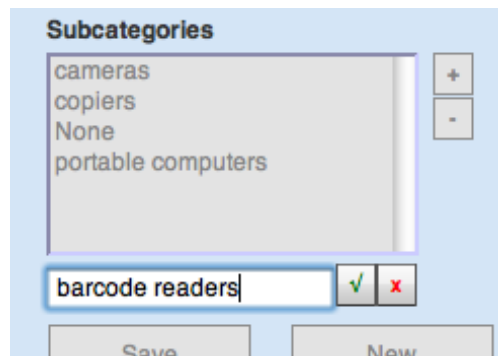 Subcategories
cameras
+
copiers
None
-
portable computers
barcode readers
√ x
Save New